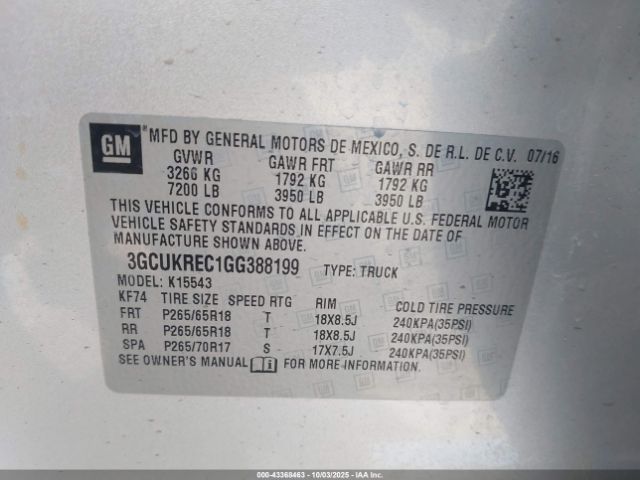 GM
MFD BY GENERAL MOTORS DE MEXICO, S. DE R.L. DE C.V. 07/16
GVWR GAWR FRT GAWR RR
3266 KG 1792 KG 1792 KG
7200 LB 3950 LB 3950 LB
THIS VEHICLE CONFORMS TO ALL APPLICABLE U.S. FEDERAL MOTOR
VEHICLE SAFETY STANDARDS IN EFFECT ON THE DATE OF
MANUFACTURE SHOWN ABOVE.
3GCUKREC1GG388199 TYPE: TRUCK
MODEL: K15543
KF74 TIRE SIZE SPEED RTG RIM COLD TIRE PRESSURE
FRT P265/65R18 T 18X8.5J 240KPA(35PSI)
RR P265/65R18 T 18X8.5J 240KPA(35PSI)
SPA P265/70R17 S 17X7.5J 240KPA(35PSI)
SEE OWNER'S MANUAL FOR MORE INFORMATION.
000-43368463 - 10/03/2025 - IAAI.COM